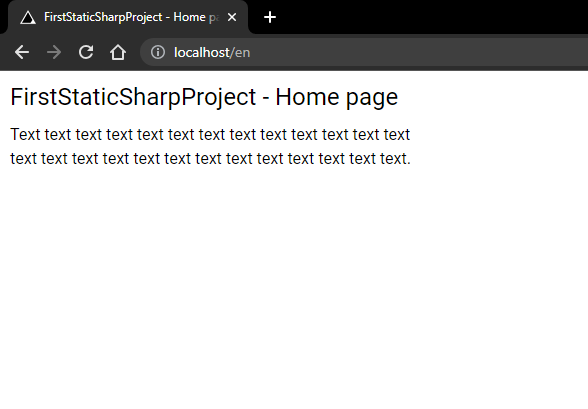 FirstStaticSharpProject - Home p
localhost/en
FirstStaticSharpProject - Home page
Text text text text text text text text text text text text text
text text text text text text text text text text text text text.